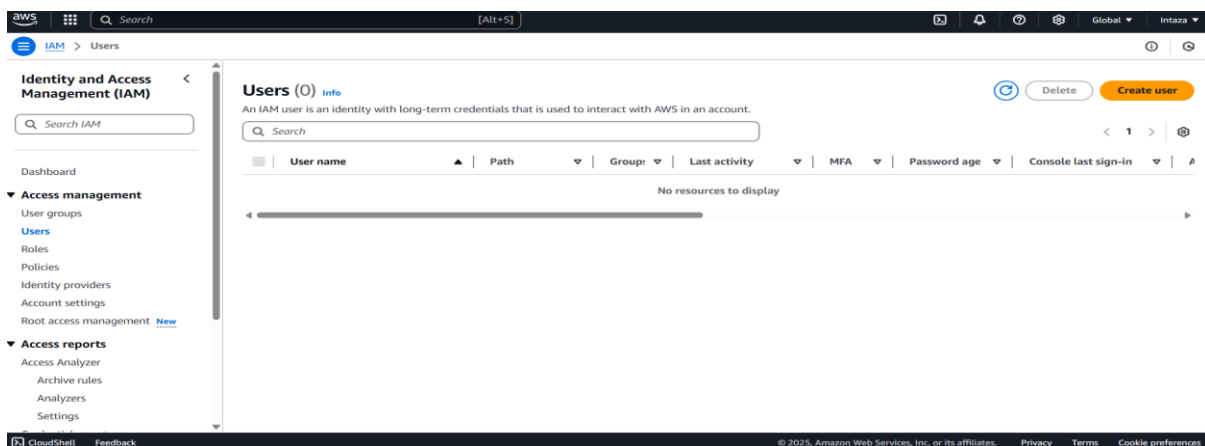 aws
Search [Alt+S] Global Intaza
IAM > Users
Identity and Access Management (IAM)
Search IAM
Dashboard
Access management
User groups
Users
Roles
Policies
Identity providers
Account settings
Root access management New
Access reports
Access Analyzer
Archive rules
Analyzers
Settings
Users (0) Info
Delete Create user
An IAM user is an identity with long-term credentials that is used to interact with AWS in an account.
Search
1
User name Path Group: Last activity MFA Password age Console last sign-in A
No resources to display
CloudShell Feedback © 2025, Amazon Web Services, Inc. or its affiliates. Privacy Terms Cookie preferences